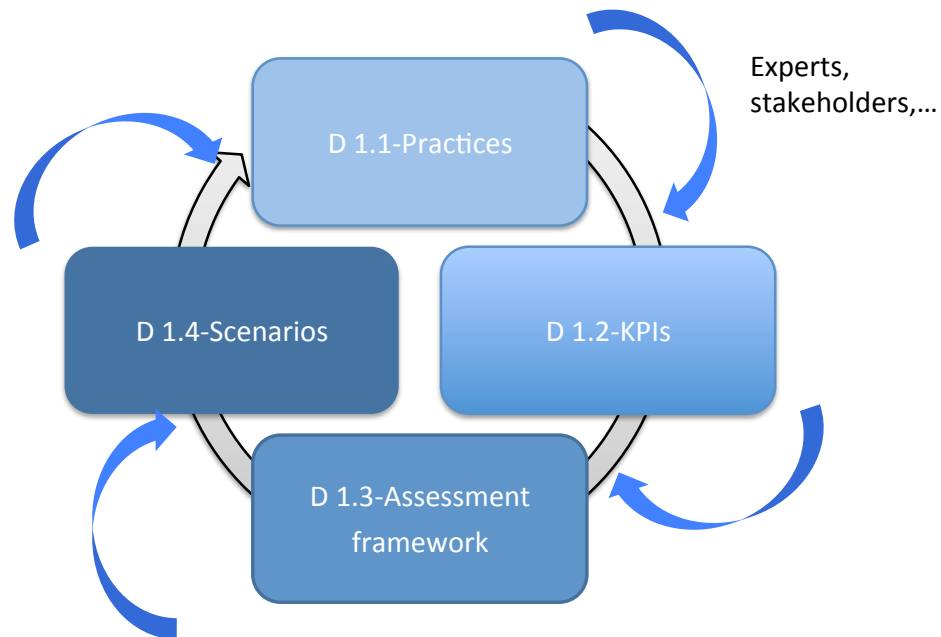 Experts,
stakeholders,...
D 1.1-Practices
D 1.4-Scenarios
D 1.2-KPIs
D 1.3-Assessment
framework